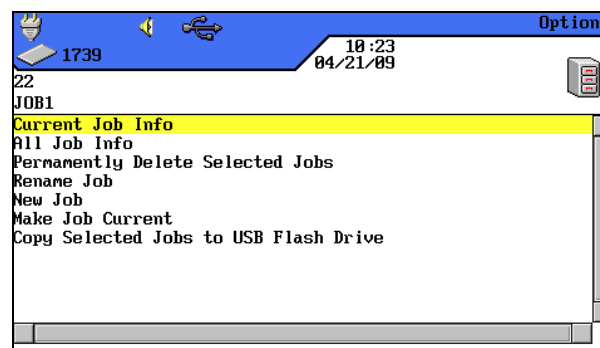 Option
1739
10:23
04/21/09
22
JOB1
Current Job Info
All Job Info
Permamently Delete Selected Jobs
Rename Job
New Job
Make Job Current
Copy Selected Jobs to USB Flash Drive